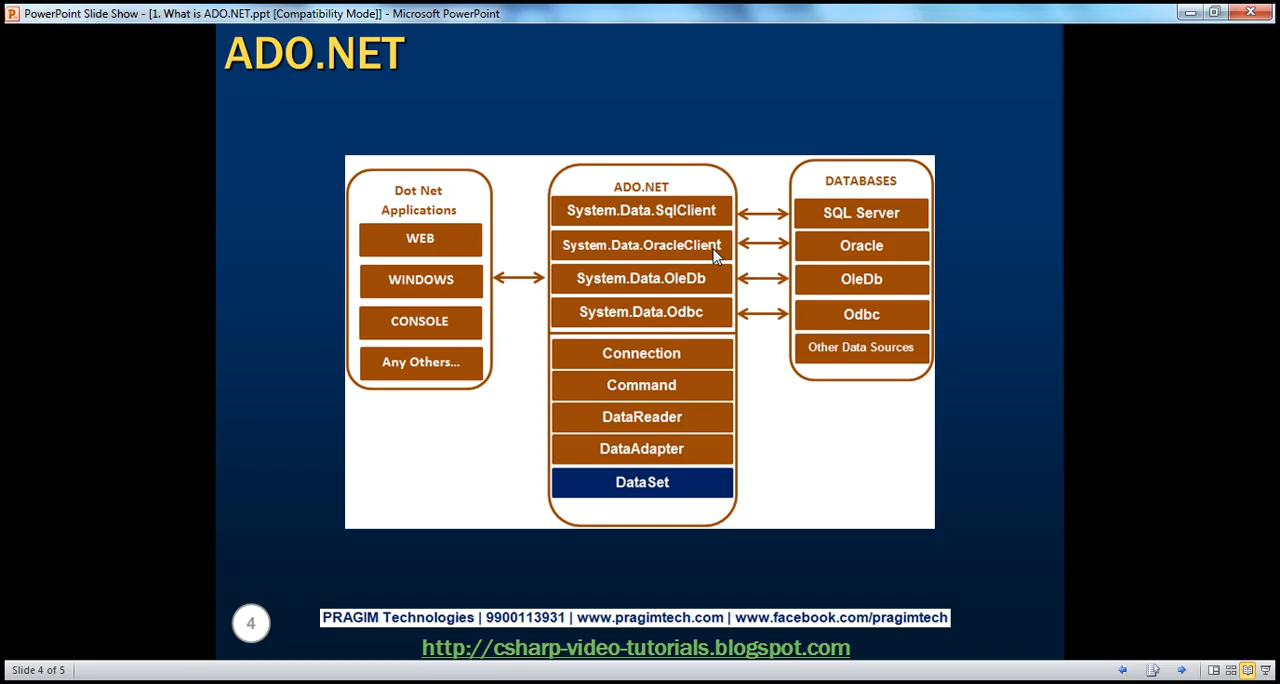 PowerPoint Slide Show - [1. What is ADO.NET.ppt [Compatibility Mode]] - Microsoft PowerPoint
ADO.NET
Dot Net
Applications
WEB
WINDOWS
CONSOLE
Any Others...
ADO.NET
System.Data.SqlClient
System.Data.OracleClient
System.Data.OleDb
System.Data.Odbc
Connection
Command
DataReader
DataAdapter
DataSet
DATABASES
SQL Server
Oracle
OleDb
Odbc
Other Data Sources
4
PRAGIM Technologies | 9900113931 | www.pragimtech.com | www.facebook.com/pragimtech
http://csharp-video-tutorials.blogspot.com
Slide 4 of 5